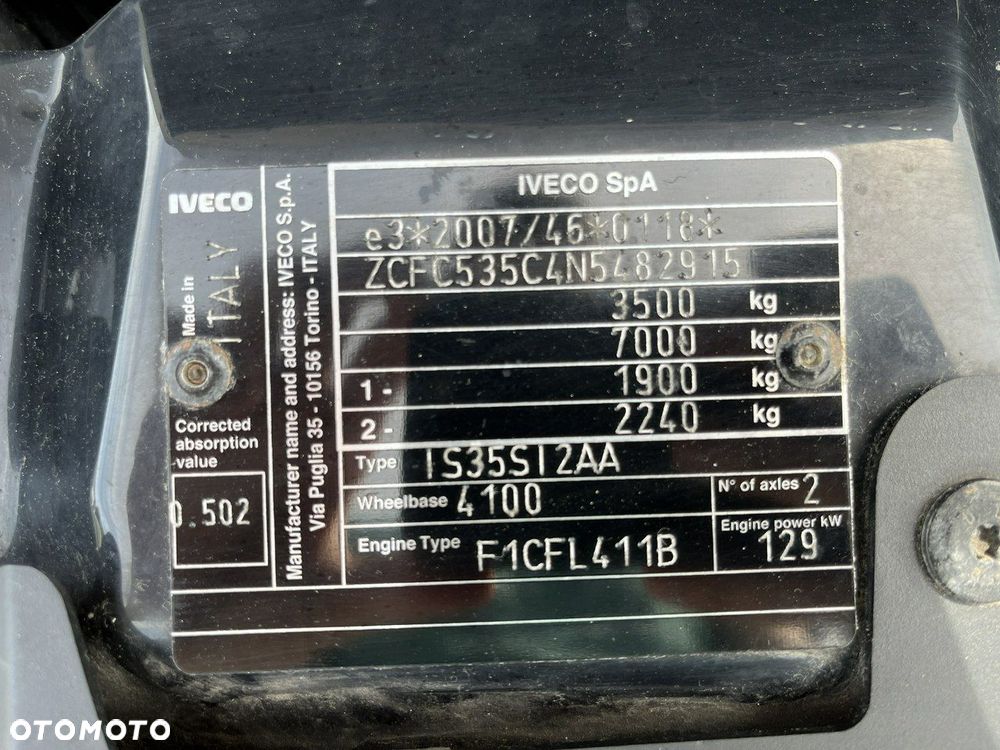 IVECO
Made in
ITALY
Corrected
absorption
value
0.502
Manufacturer name and address: IVECO S.p.A.
Via Puglia 35 - 10156 Torino - ITALY
IVECO SpA
e3*2007/46*0118*
ZCFC535C4N5482915
3500 kg
7000 kg
1- 1900 kg
2- 2240 kg
Type IS35SI2AA
Wheelbase 4100
N° of axles 2
Engine Type F1CFL411B
Engine power kW
129
OTOMOTO